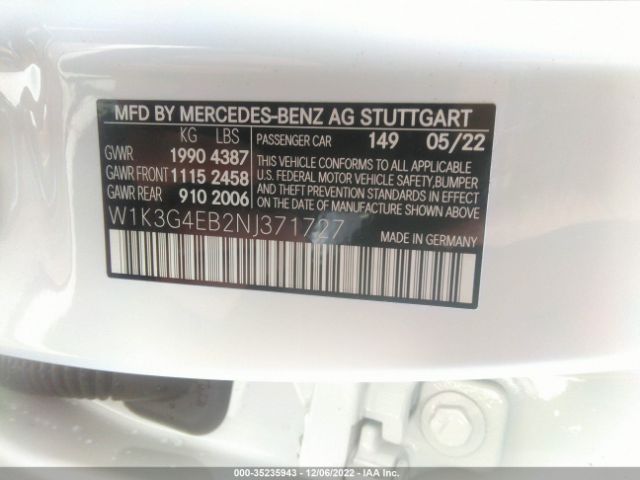 MFD BY MERCEDES-BENZ AG STUTTGART
KG LBS
GVWR 1990 4387
GAWR FRONT 1115 2458
GAWR REAR 910 2006
PASSENGER CAR 149 05/22
THIS VEHICLE CONFORMS TO ALL APPLICABLE
U.S. FEDERAL MOTOR VEHICLE SAFETY, BUMPER
AND THEFT PREVENTION STANDARDS IN EFFECT
ON THE DATE OF MANUFACTURE SHOWN ABOVE.
W1K3G4EB2NJ371727
MADE IN GERMANY
000-35235943 - 12/06/2022 - IAA Inc.